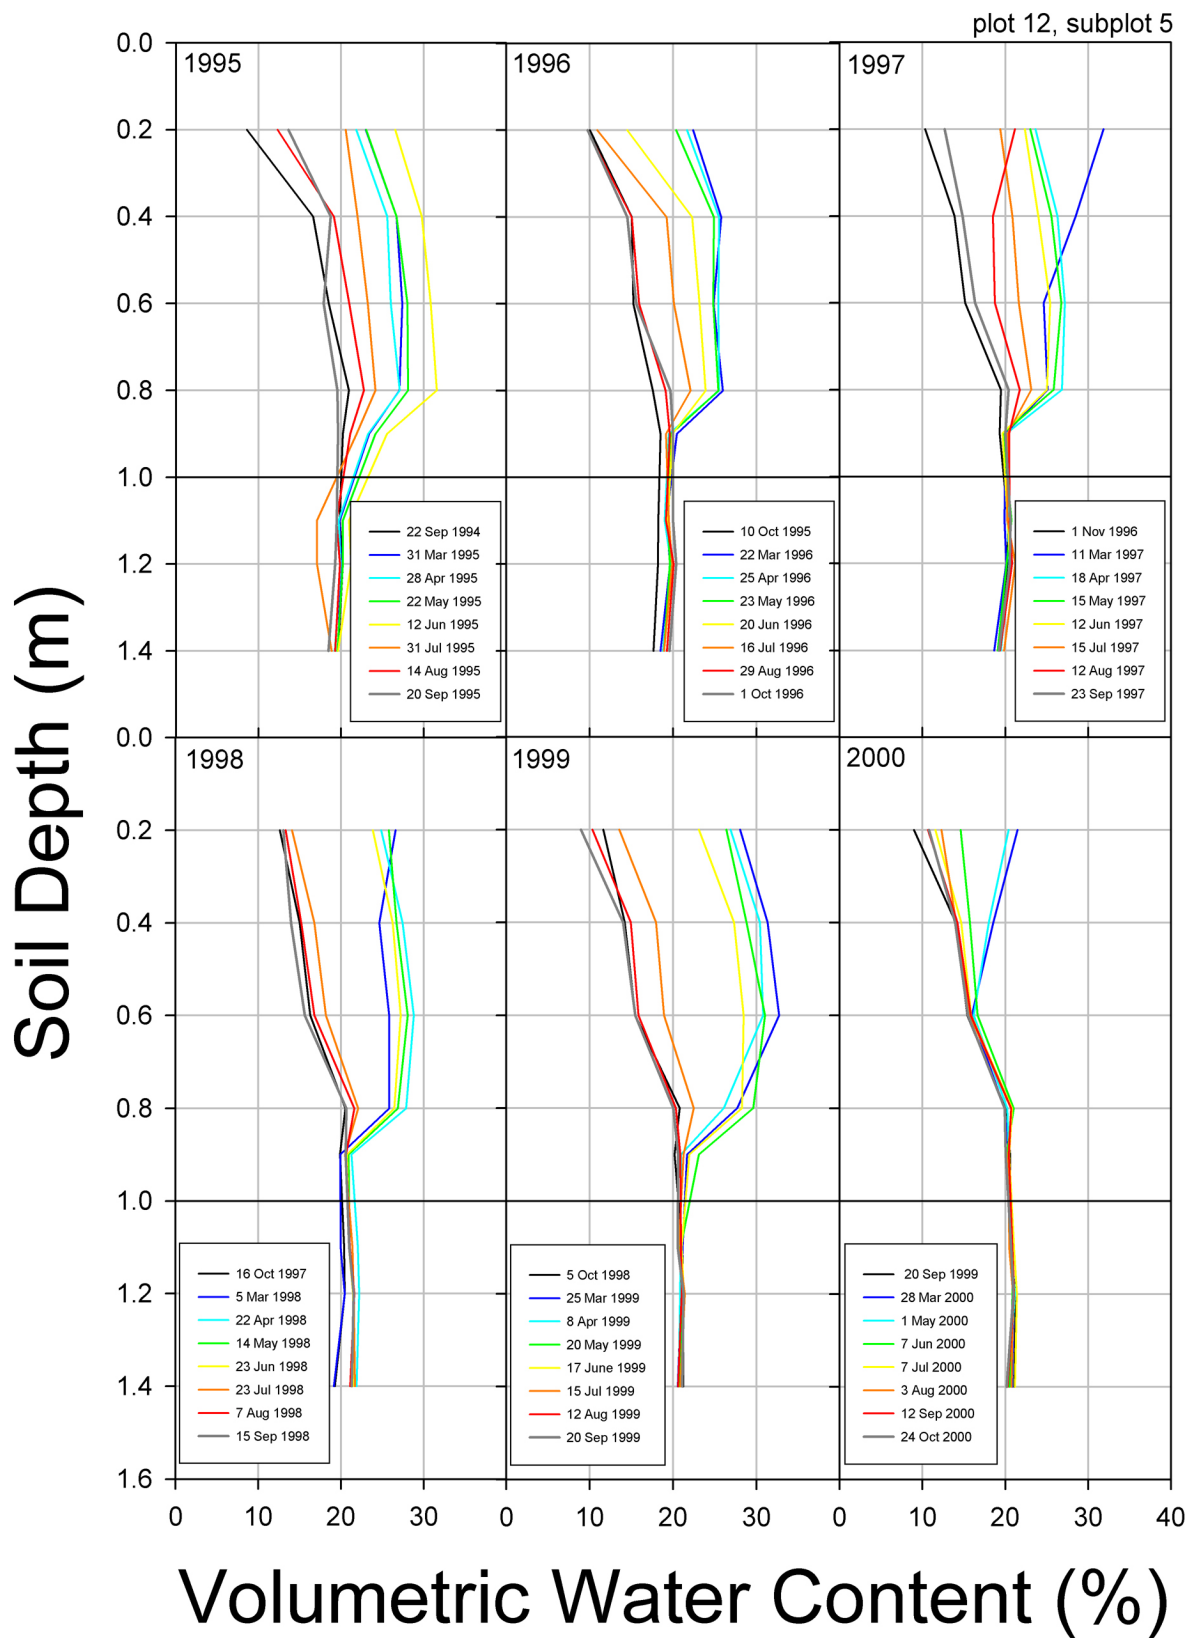 plot 12, subplot 5
Soil Depth (m)
0.0
0.2
0.4
0.6
0.8
1.0
1.2
1.4
0.0
0.2
0.4
0.6
0.8
1.0
1.2
1.4
1.6
1995
22 Sep 1994
31 Mar 1995
28 Apr 1995
22 May 1995
12 Jun 1995
31 Jul 1995
14 Aug 1995
20 Sep 1995
1996
10 Oct 1995
22 Mar 1996
25 Apr 1996
23 May 1996
20 Jun 1996
16 Jul 1996
29 Aug 1996
1 Oct 1996
1997
1 Nov 1996
11 Mar 1997
18 Apr 1997
15 May 1997
12 Jun 1997
15 Jul 1997
12 Aug 1997
23 Sep 1997
1998
16 Oct 1997
5 Mar 1998
22 Apr 1998
14 May 1998
23 Jun 1998
23 Jul 1998
7 Aug 1998
15 Sep 1998
1999
5 Oct 1998
25 Mar 1999
8 Apr 1999
20 May 1999
17 June 1999
15 Jul 1999
12 Aug 1999
20 Sep 1999
2000
20 Sep 1999
28 Mar 2000
1 May 2000
7 Jun 2000
7 Jul 2000
3 Aug 2000
12 Sep 2000
24 Oct 2000
0 10 20 30 0 10 20 30 0 10 20 30 40
Volumetric Water Content (%)